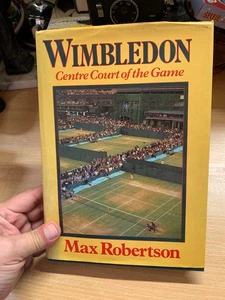 WIMBLEDON
Centre Court of the Game
Max Robertson